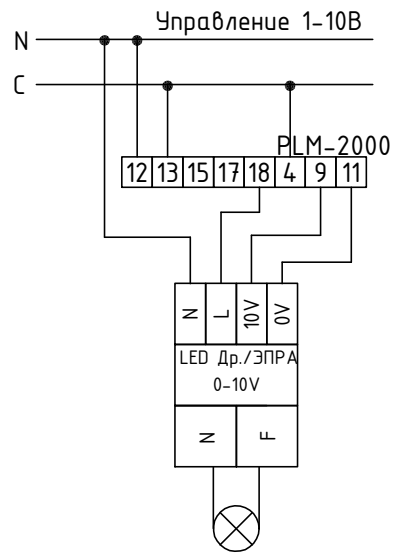 Управление 1-10В
N
С
PLM-2000
12 13 15 17 18 4 9 11
N L 10V 0V
LED Др./ЭПРА
0-10V
N F